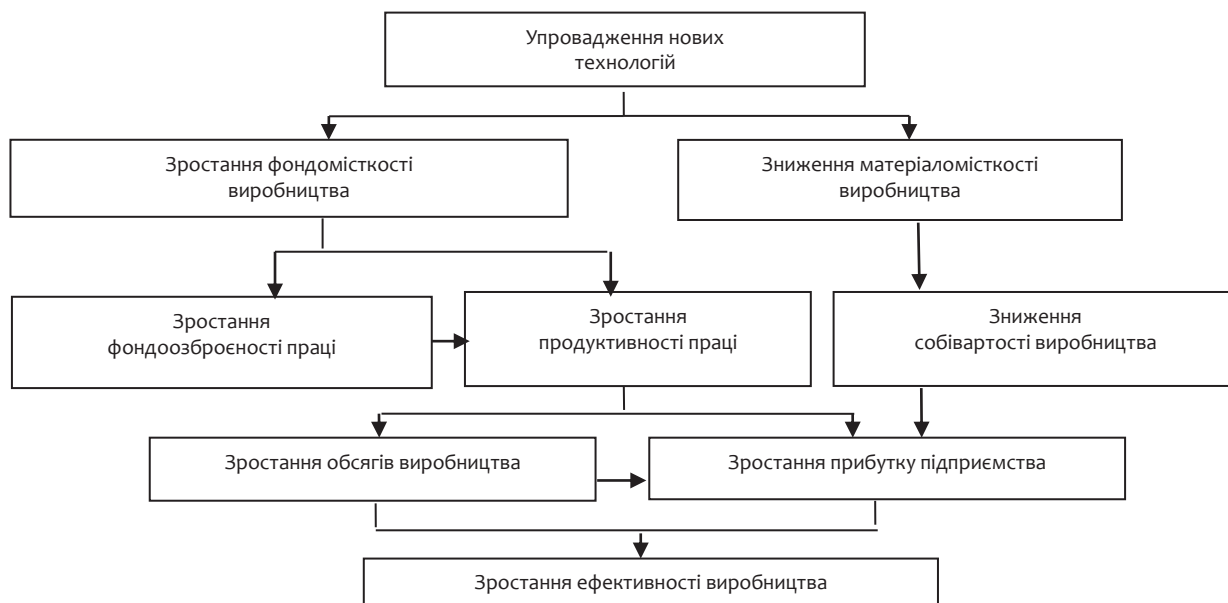 Упровадження нових
технологій
Зростання фондомісткості
виробництва
Зниження матеріаломісткості
виробництва
Зростання
фондоозброєності праці
Зростання
продуктивності праці
Зниження
собівартості виробництва
Зростання обсягів виробництва
Зростання прибутку підприємства
Зростання ефективності виробництва